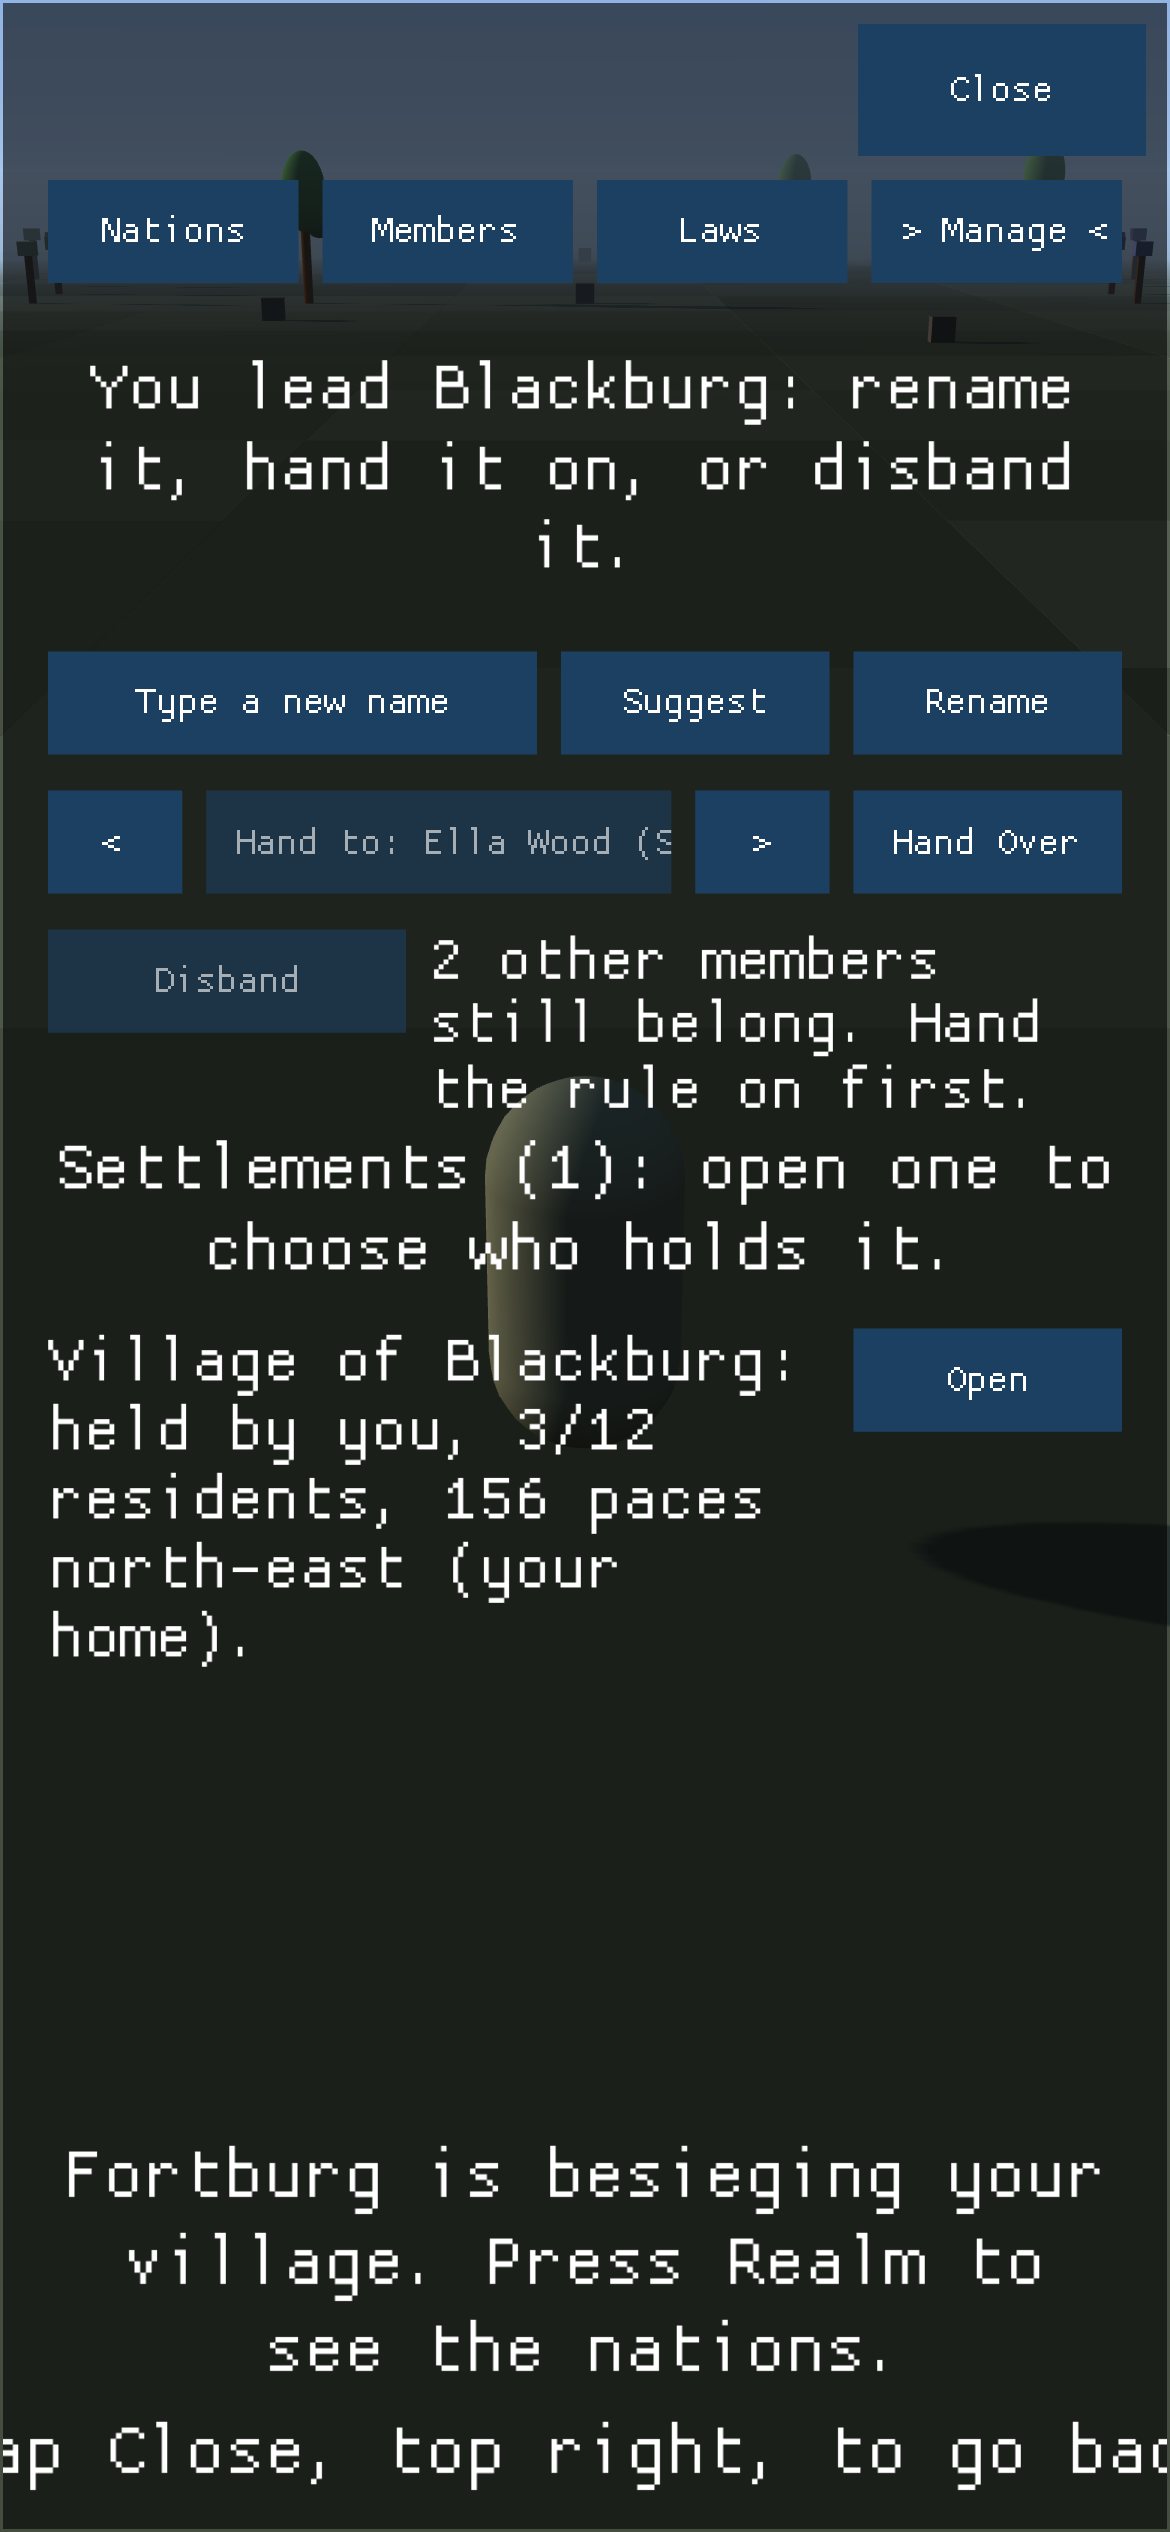 Close
Nations Members Laws > Manage <
You lead Blackburg: rename
it, hand it on, or disband
it.
Type a new name Suggest Rename
< Hand to: Ella Wood (S > Hand Over
Disband
2 other members
still belong. Hand
the rule on first.
Settlements (1): open one to
choose who holds it.
Village of Blackburg:
held by you, 3/12
residents, 156 paces
north-east (your
home).
Open
Fortburg is besieging your
village. Press Realm to
see the nations.
ap Close, top right, to go bac